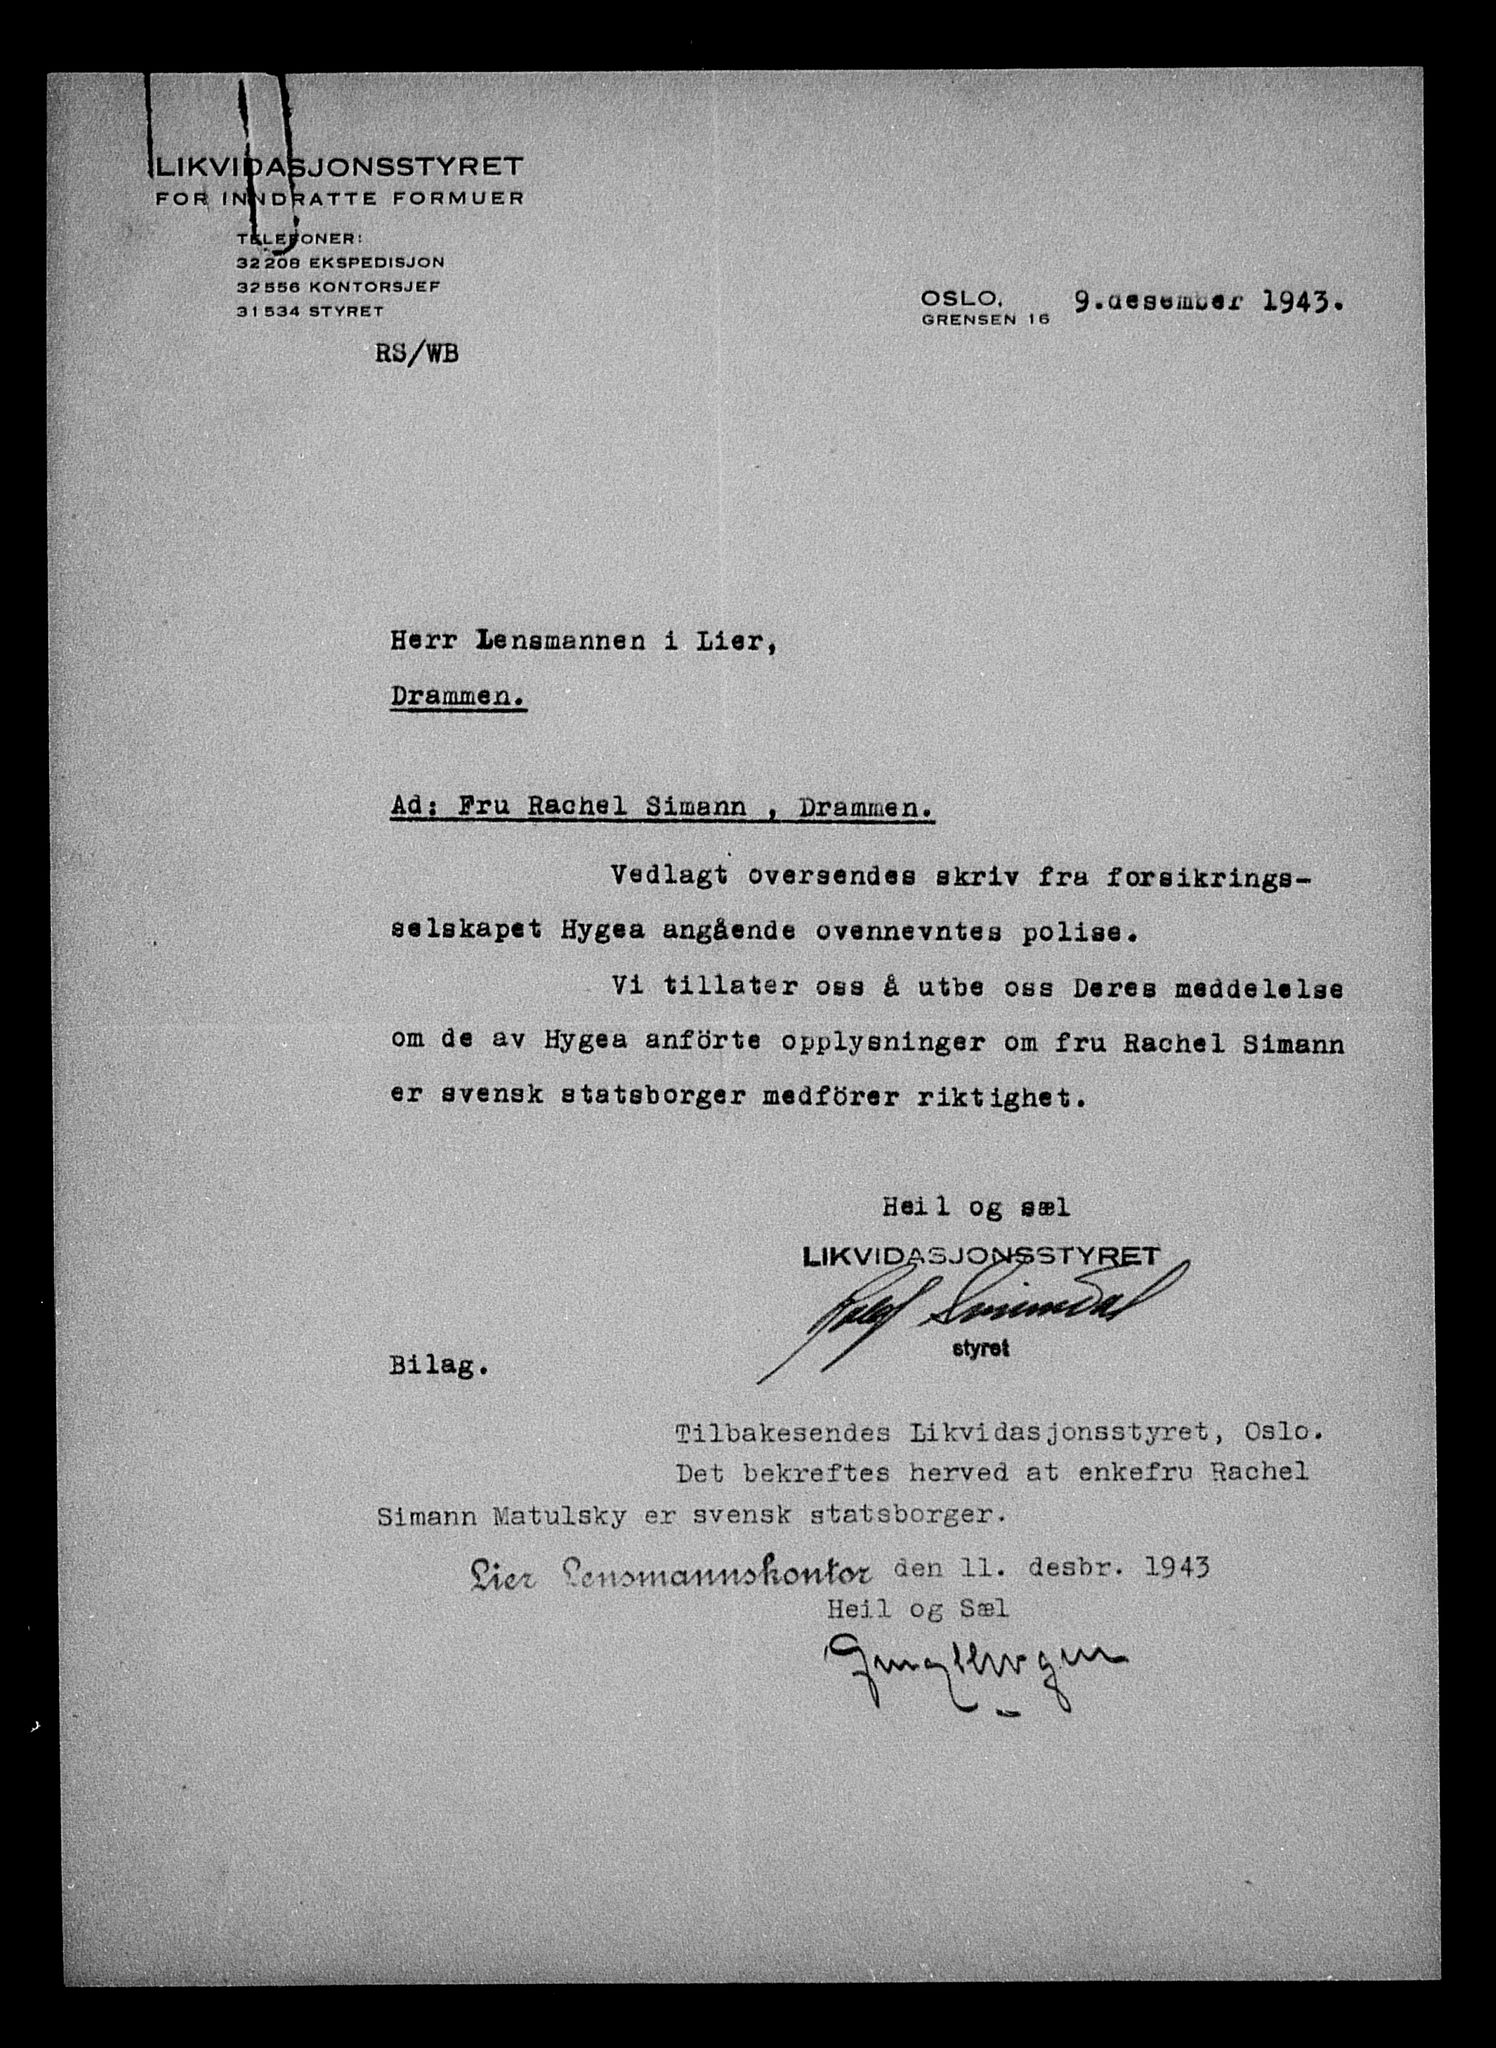 LIKVIDASJONSSTYRET
FOR INNDRATTE FORMUER
TELEFONER:
32208 EKSPEDISJON
32556 KONTORSJEF
31534 STYRET
OSLO, 9.desember 1943.
GRENSEN 16
RS/WB
Herr Lensmannen i Lier,
Drammen.
Ad: Fru Rachel Simann , Drammen.
Vedlagt oversendes skriv fra forsikrings-
selskapet Hygea angående ovennevntes polise.
Vi tillater oss å utbe oss Deres meddelelse
om de av Hygea anförte opplysninger om fru Rachel Simann
er svensk statsborger medförer riktighet.
Heil og sæl
LIKVIDASJONSSTYRET
Rolf
styret
Bilag.
Tilbakesendes Likvidasjonsstyret, Oslo.
Det bekreftes herved at enkefru Rachel
Simann Matulsky er svensk statsborger.
Lier Lensmannskontor den 11. desbr. 1943
Heil og Sæl